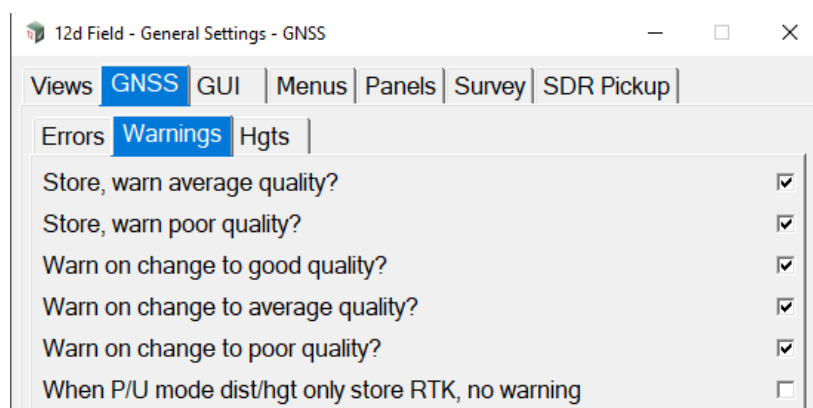 12d Field - General Settings - GNSS
Views GNSS GUI Menus Panels Survey SDR Pickup
Errors Warnings Hgts
Store, warn average quality?
Store, warn poor quality?
Warn on change to good quality?
Warn on change to average quality?
Warn on change to poor quality?
When P/U mode dist/hgt only store RTK, no warning